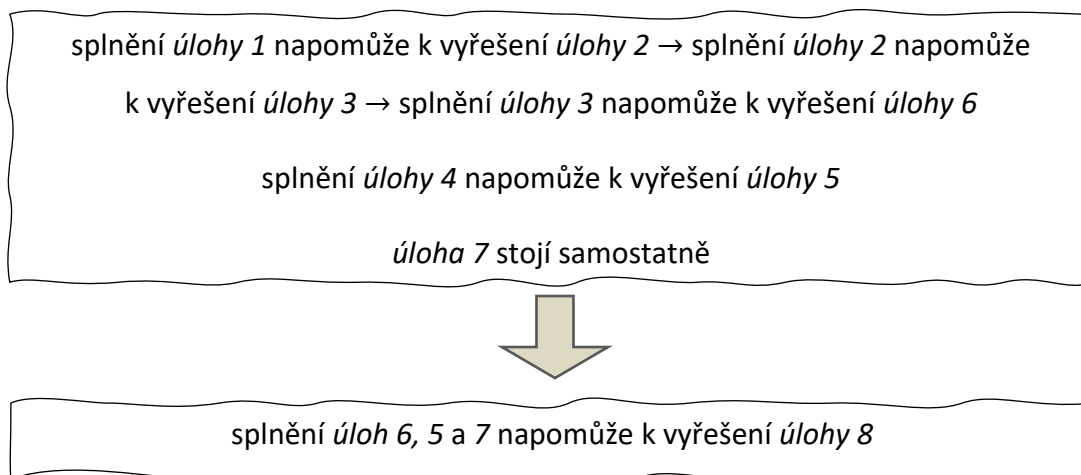 splnění úlohy 1 napomůže k vyřešení úlohy 2 → splnění úlohy 2 napomůže
k vyřešení úlohy 3 → splnění úlohy 3 napomůže k vyřešení úlohy 6
splnění úlohy 4 napomůže k vyřešení úlohy 5
úloha 7 stojí samostatně
splnění úloh 6, 5 a 7 napomůže k vyřešení úlohy 8